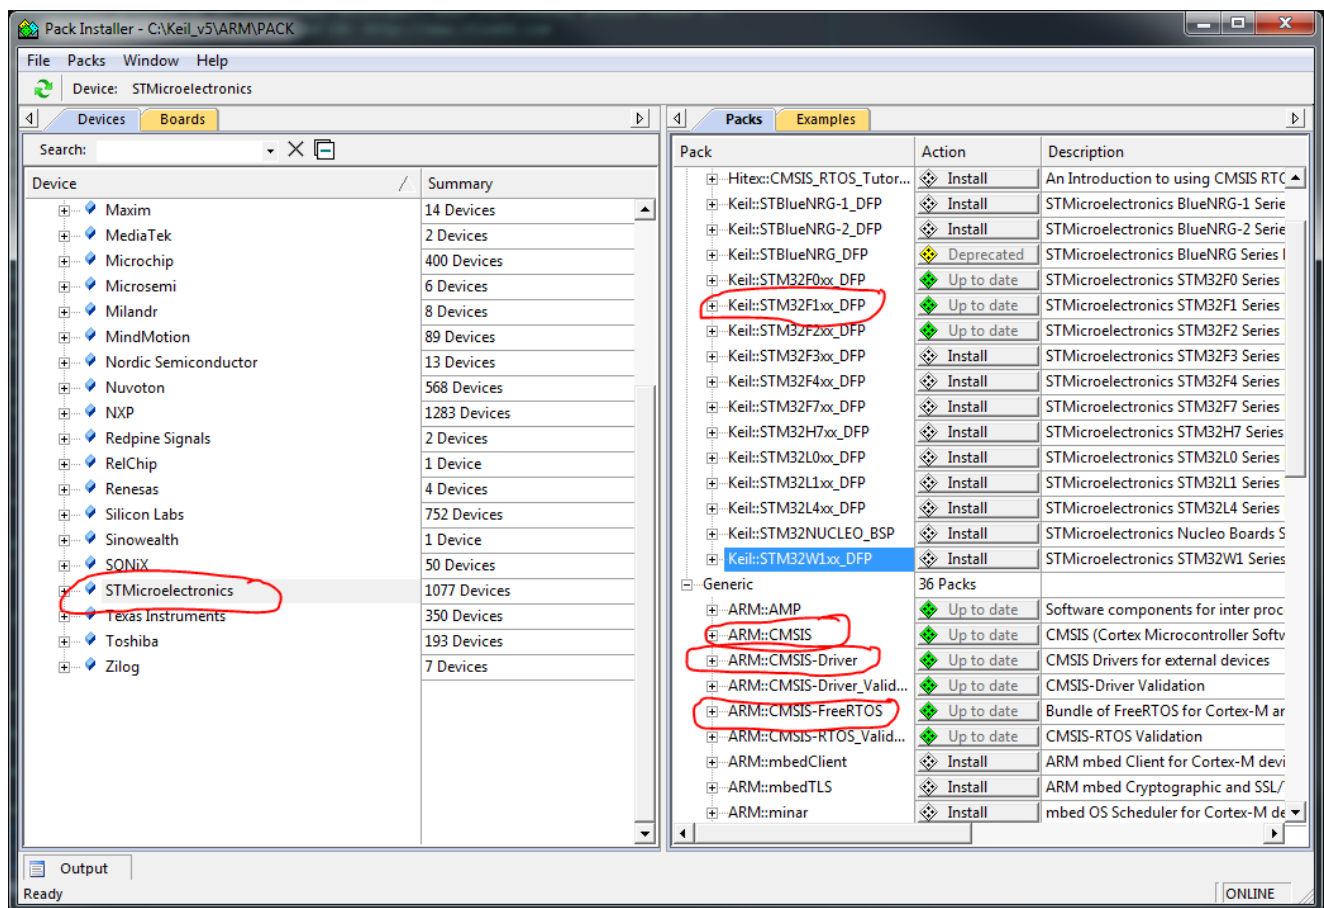 Pack Installer - C:\Keil_v5\ARM\PACK
File Packs Window Help
Device: STMicroelectronics
Devices Boards
Search:
Device Summary
Maxim 14 Devices
MediaTek 2 Devices
Microchip 400 Devices
Microsemi 6 Devices
Milandr 8 Devices
MindMotion 89 Devices
Nordic Semiconductor 13 Devices
Nuvoton 568 Devices
NXP 1283 Devices
Redpine Signals 2 Devices
RelChip 1 Device
Renesas 4 Devices
Silicon Labs 752 Devices
Sinowealth 1 Device
SONiX 50 Devices
STMicroelectronics 1077 Devices
Texas Instruments 350 Devices
Toshiba 193 Devices
Zilog 7 Devices
Packs Examples
Pack Action Description
Hitex::CMSIS_RTOS_Tutor... Install An Introduction to using CMSIS RTC
Keil::STBlueNRG-1_DFP Install STMicroelectronics BlueNRG-1 Serie
Keil::STBlueNRG-2_DFP Install STMicroelectronics BlueNRG-2 Serie
Keil::STBlueNRG_DFP Deprecated STMicroelectronics BlueNRG Series
Keil::STM32F0xx_DFP Up to date STMicroelectronics STM32F0 Series
Keil::STM32F1xx_DFP Up to date STMicroelectronics STM32F1 Series
Keil::STM32F2xx_DFP Up to date STMicroelectronics STM32F2 Series
Keil::STM32F3xx_DFP Install STMicroelectronics STM32F3 Series
Keil::STM32F4xx_DFP Install STMicroelectronics STM32F4 Series
Keil::STM32F7xx_DFP Install STMicroelectronics STM32F7 Series
Keil::STM32H7xx_DFP Install STMicroelectronics STM32H7 Series
Keil::STM32L0xx_DFP Install STMicroelectronics STM32L0 Series
Keil::STM32L1xx_DFP Install STMicroelectronics STM32L1 Series
Keil::STM32L4xx_DFP Install STMicroelectronics STM32L4 Series
Keil::STM32NUCLEO_BSP Install STMicroelectronics Nucleo Boards S
Keil::STM32W1xx_DFP Install STMicroelectronics STM32W1 Series
Generic 36 Packs
ARM::AMP Up to date Software components for inter proc
ARM::CMSIS Up to date CMSIS (Cortex Microcontroller Softv
ARM::CMSIS-Driver Up to date CMSIS Drivers for external devices
ARM::CMSIS-Driver_Valid... Up to date CMSIS-Driver Validation
ARM::CMSIS-FreeRTOS Up to date Bundle of FreeRTOS for Cortex-M ar
ARM::CMSIS-RTOS_Valid... Up to date CMSIS-RTOS Validation
ARM::mbedClient Install ARM mbed Client for Cortex-M devi
ARM::mbedTLS Install ARM mbed Cryptographic and SSL/
ARM::minar Install mbed OS Scheduler for Cortex-M de
Output
Ready ONLINE